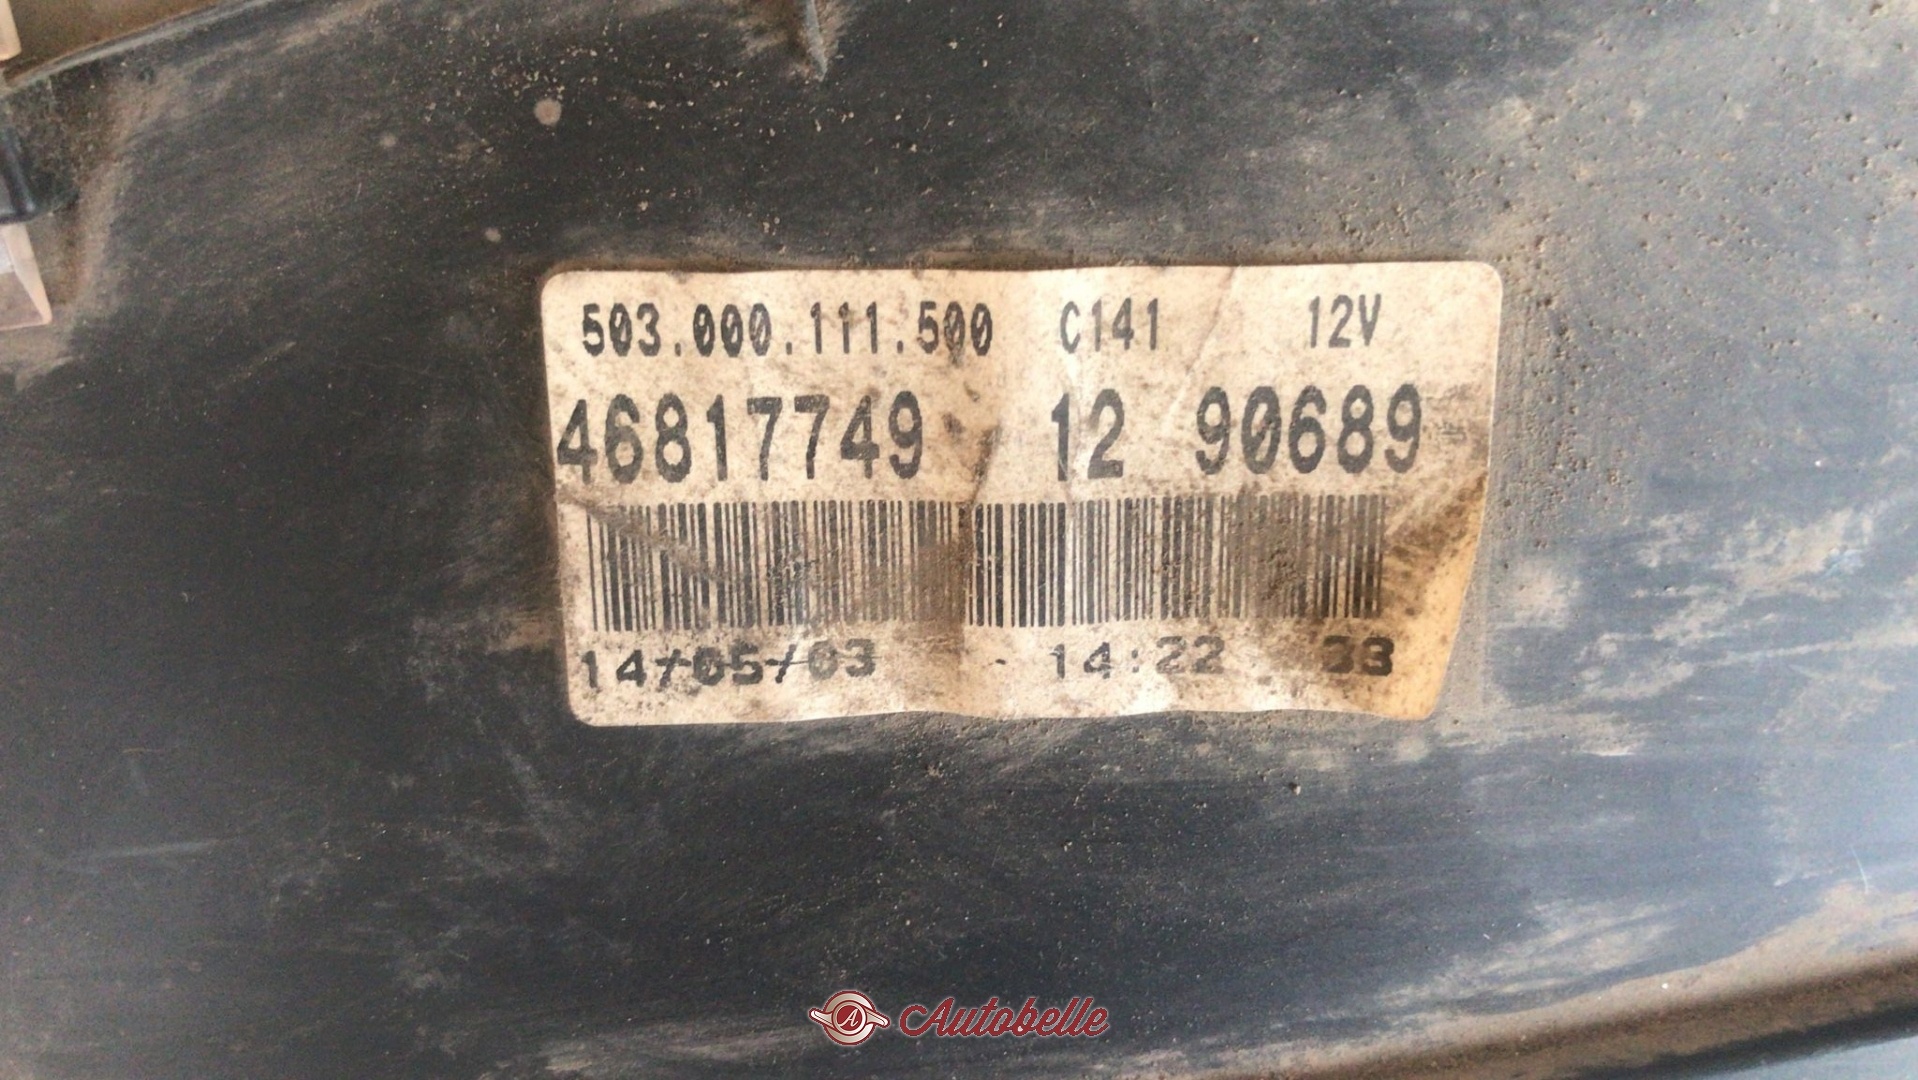 503.000.111.500 C141 12V
46817749 12 90689
14/05/03 - 14:22 33
Autobelle